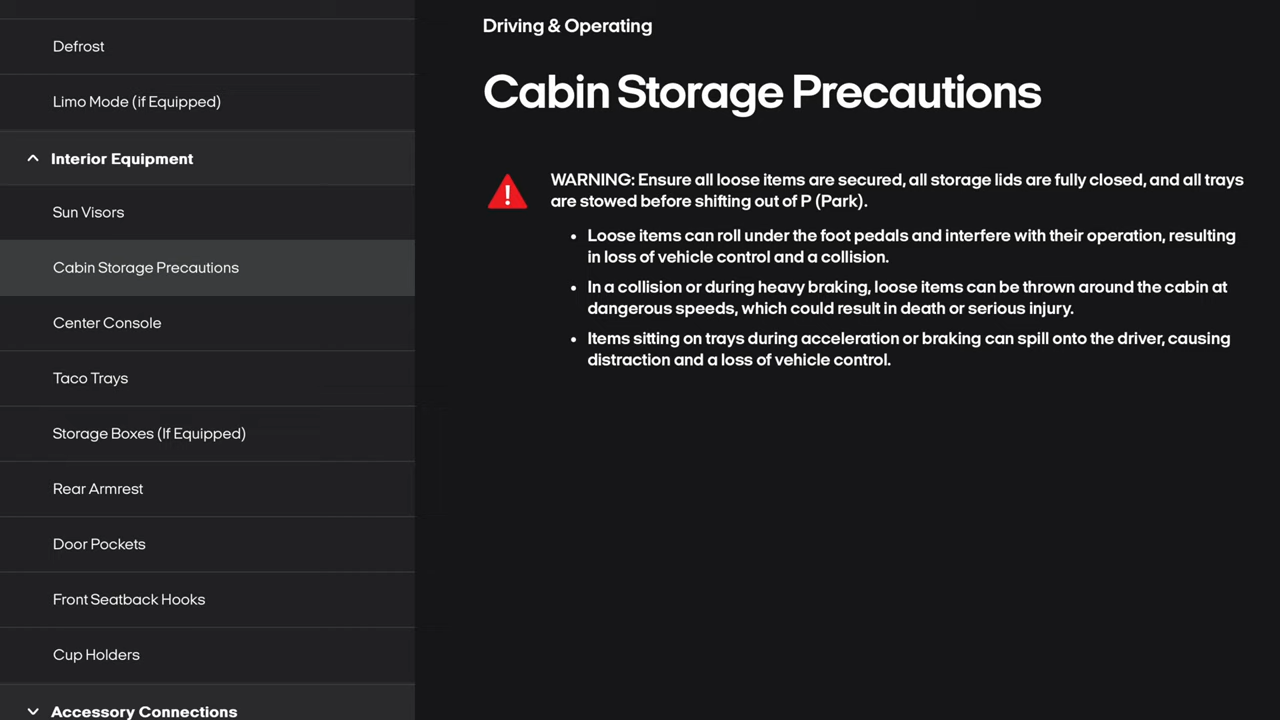 Defrost
Limo Mode (if Equipped)
Interior Equipment
Sun Visors
Cabin Storage Precautions
Center Console
Taco Trays
Storage Boxes (If Equipped)
Rear Armrest
Door Pockets
Front Seatback Hooks
Cup Holders
Accessory Connections
Driving & Operating
Cabin Storage Precautions
WARNING: Ensure all loose items are secured, all storage lids are fully closed, and all trays
are stowed before shifting out of P (Park).
• Loose items can roll under the foot pedals and interfere with their operation, resulting
in loss of vehicle control and a collision.
• In a collision or during heavy braking, loose items can be thrown around the cabin at
dangerous speeds, which could result in death or serious injury.
• Items sitting on trays during acceleration or braking can spill onto the driver, causing
distraction and a loss of vehicle control.